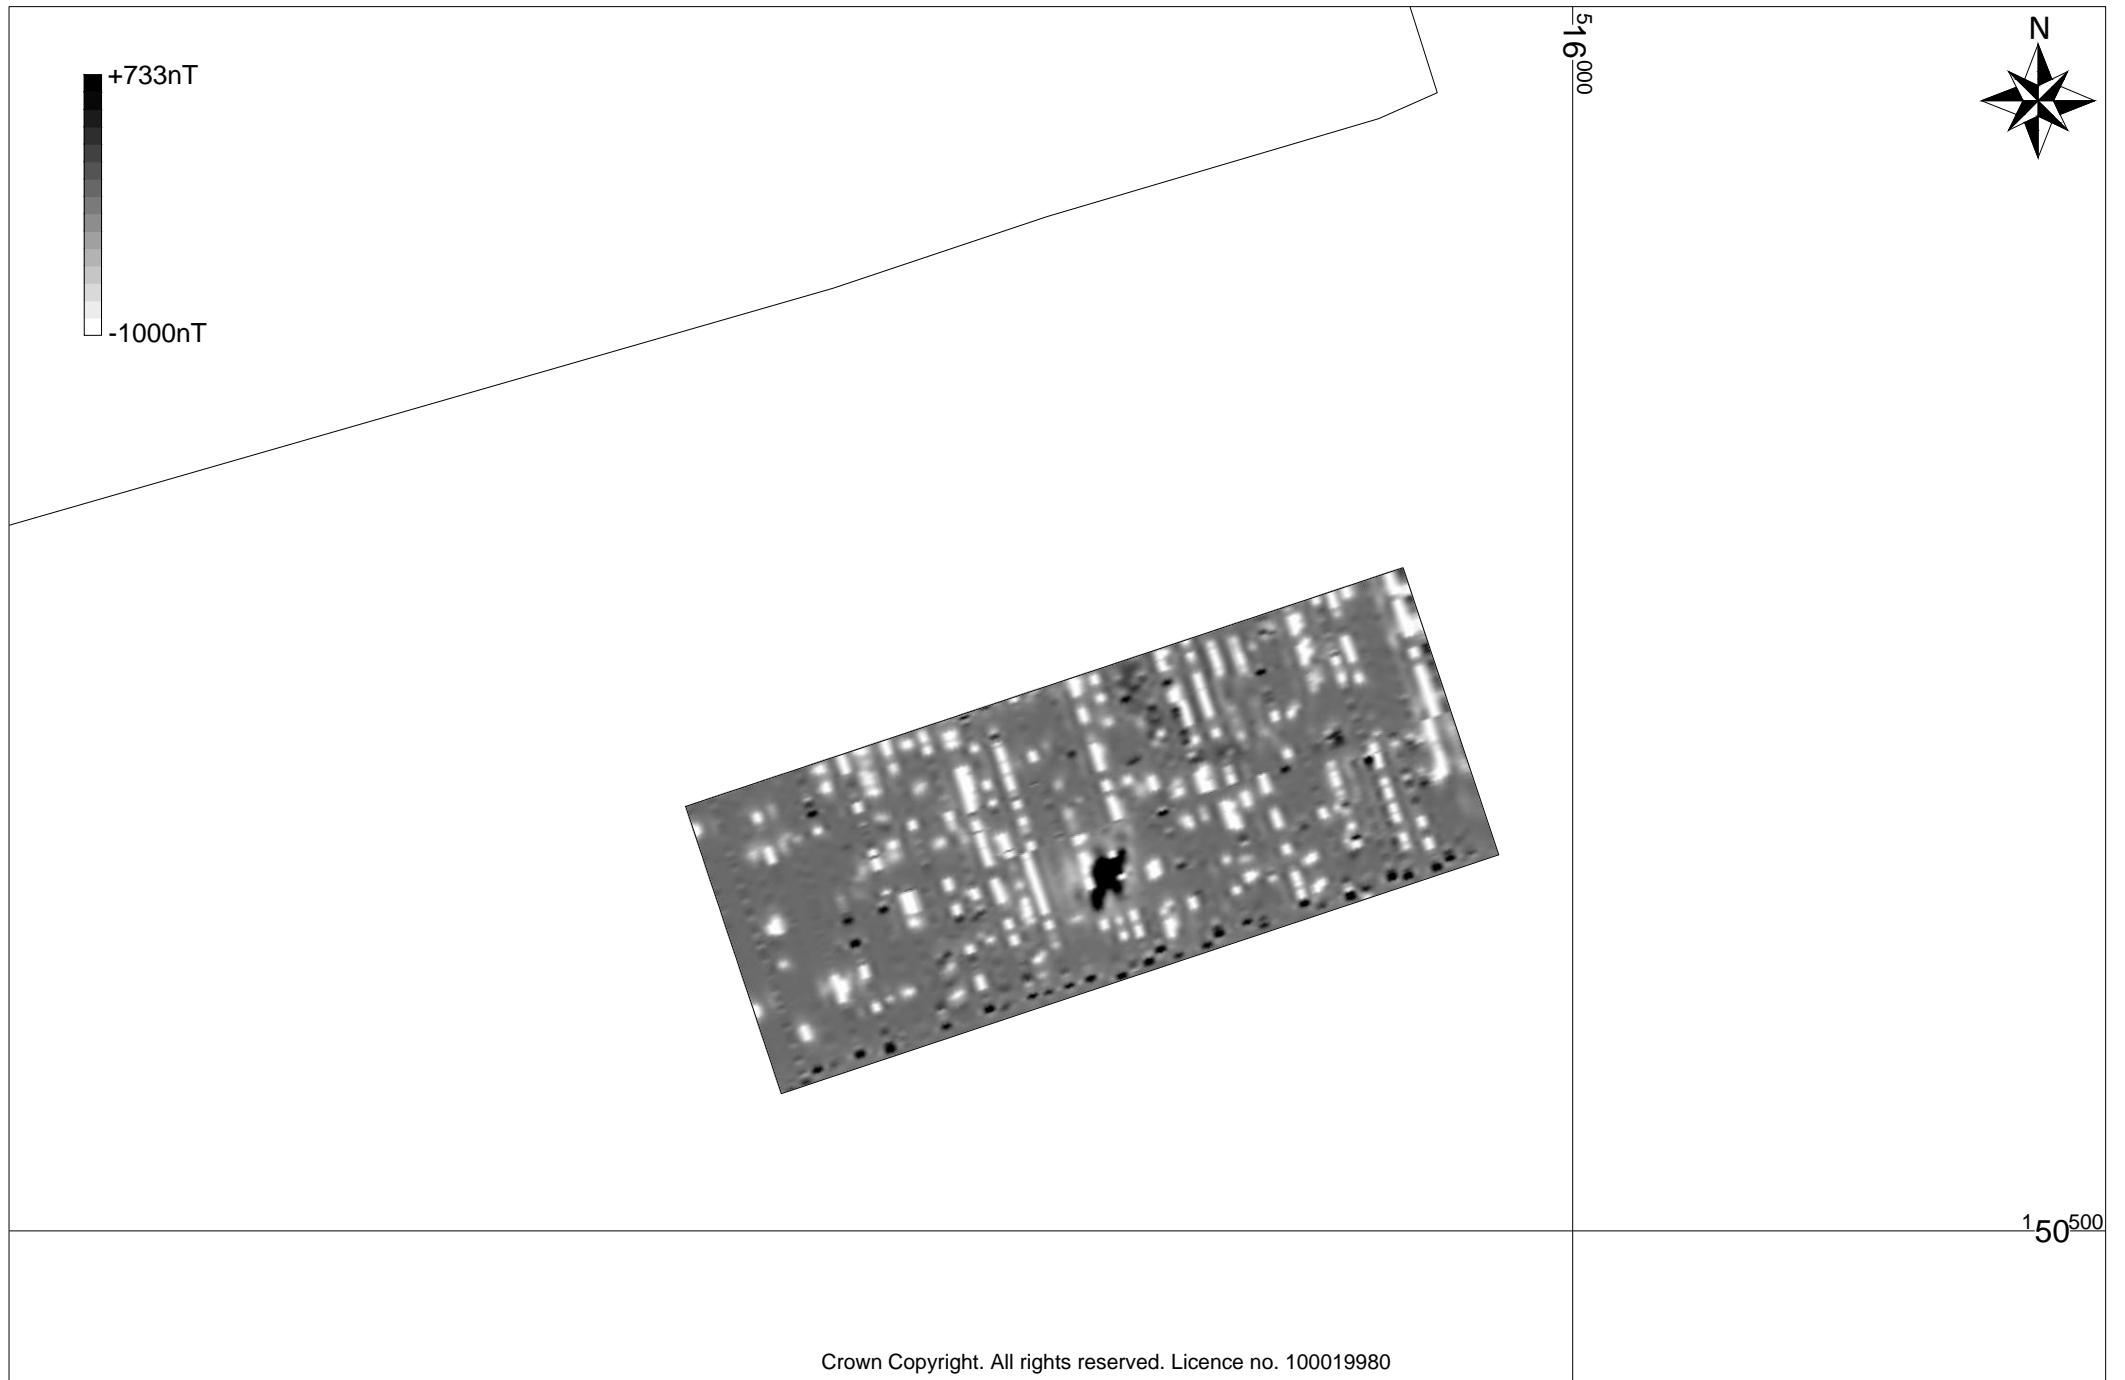 +733nT
-1000nT
516000
N
150500
Crown Copyright. All rights reserved. Licence no. 100019980